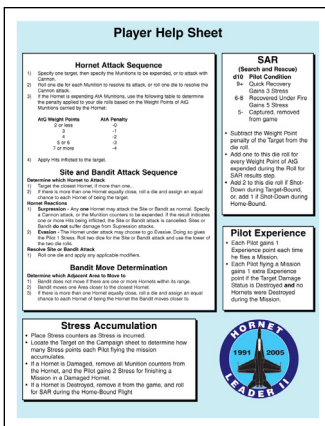 Player Help Sheet
Hornet Attack Sequence
1) Specify one target, then specify the Munitions to be expended, or to attack with
Cannon.
2) Roll one die for each Munition to resolve its attack, or roll one die to resolve the
Cannon attack.
3) If the Hornet is expending AtA Munitions, use the following table to determine
the penalty applied to your die rolls based on the Weight Points of AtG
Munitions carried by the Hornet:
AtG Weight Points AtA Penalty
2 or less -0
3 -1
4 -2
5 or 6 -3
7 or more -4
4) Apply Hits inflicted to the target.
Site and Bandit Attack Sequence
Determine which Hornet to Attack
1) Target the closest Hornet, if more than one...
2) If there is more than one Hornet equally close, roll a die and assign an equal
chance to each Hornet of being the target.
Hornet Reactions
1) Suppression - Any one Hornet may attack the Site or Bandit as normal. Specify
a Cannon attack, or the Munition counters to be expended. If the result indicates
one or more Hits being inflicted, the Site or Bandit attack is cancelled. Sites or
Bandit do not suffer damage from Suppression attacks.
2) Evasion - The Hornet under attack may choose to go Evasive. Doing so gives
the Pilot 1 Stress. Roll two dice for the Site or Bandit attack and use the lower of
the two die rolls.
Resolve Site or Bandit Attack
1) Roll one die and apply any applicable modifiers.
Bandit Move Determination
Determine which Adjacent Area to Move to
1) Bandit does not move if there are one or more Hornets within its range.
2) Bandit moves one Area closer to the closest Hornet.
3) If there is more than one Hornet equally close, roll a die and assign an equal
chance to each Hornet of being the Hornet the Bandit moves closer to.
Stress Accumulation
• Place Stress counters as Stress is incurred.
• Locate the Target on the Campaign sheet to determine how
many Stress points each Pilot flying the mission
accumulates.
• If a Hornet is Damaged, remove all Munition counters from
the Hornet, and the Pilot gains 2 Stress for finishing a
Mission in a Damaged Hornet.
• If a Hornet is Destroyed, remove it from the game, and roll
for SAR during the Home-Bound Flight
SAR
(Search and Rescue)
d10 Pilot Condition
9+ Quick Recovery
Gains 3 Stress
6-8 Recovered Under Fire
Gains 5 Stress
5- Captured, removed
from game
• Subtract the Weight Point
penalty of the Target from the
die roll.
• Add one to this die roll for
every Weight Point of AtG
expended during the Roll for
SAR results step.
• Add 2 to this die roll if Shot-
Down during Target-Bound,
or, add 1 if Shot-Down during
Home-Bound.
Pilot Experience
• Each Pilot gains 1
Experience point each time
he flies a Mission.
• Each Pilot flying a Mission
gains 1 extra Experience
point if the Target Damage
Status is Destroyed and no
Hornets were Destroyed
during the Mission.
HORNET
1991 2005
LEADER II